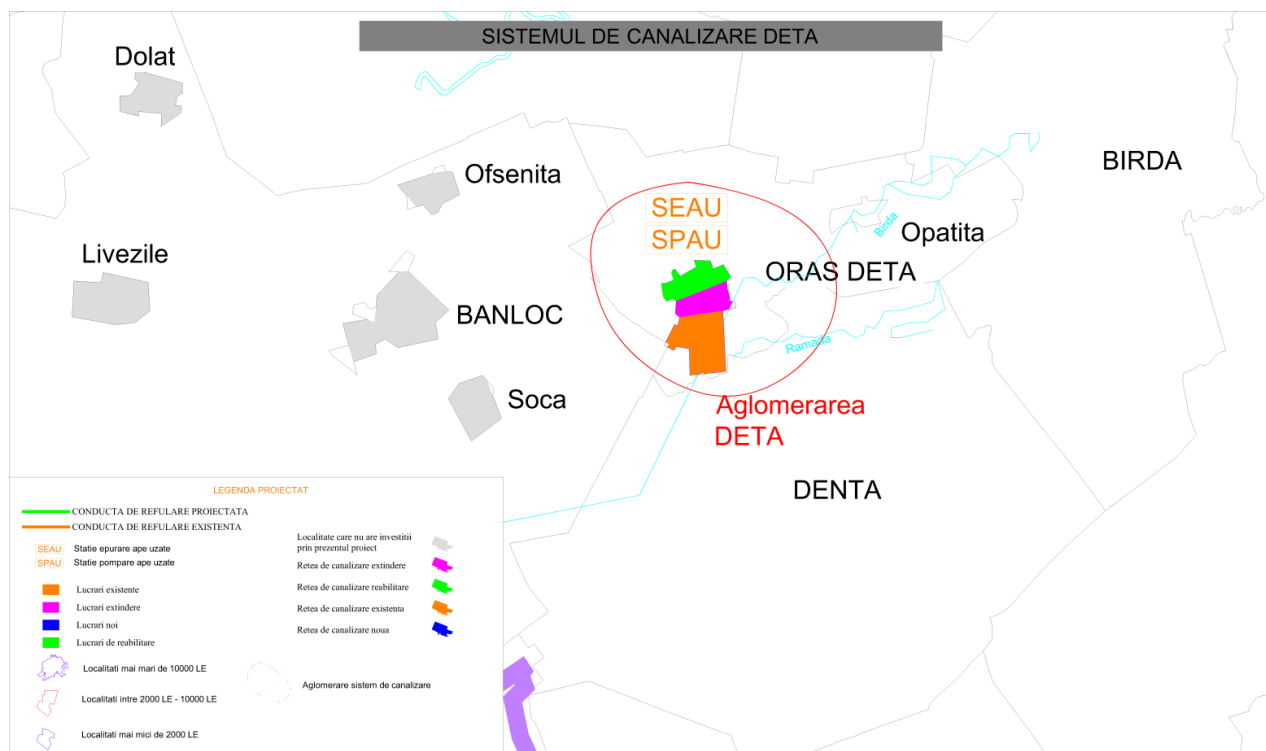 SISTEMUL DE CANALIZARE DETA
Dolat
BIRDA
Ofsenita
SEAU
SPAU
Birda
Opatita
Livezile
ORAS DETA
BANLOC
Ramada
Soca
Aglomerarea
DETA
DENTA
LEGENDA PROIECTAT
CONDUCTA DE REFULARE PROIECTATA
CONDUCTA DE REFULARE EXISTENTA
SEAU Statie epurare ape uzate
SPAU Statie pompare ape uzate
Lucrari existente
Lucrari extindere
Lucrari noi
Lucrari de reabilitare
Localitati mai mari de 10000 LE
Localitati intre 2000 LE - 10000 LE
Localitati mai mici de 2000 LE
Localitate care nu are investitii
prin prezentul proiect
Retea de canalizare extindere
Retea de canalizare reabilitare
Retea de canalizare existenta
Retea de canalizare noua
Aglomerare sistem de canalizare